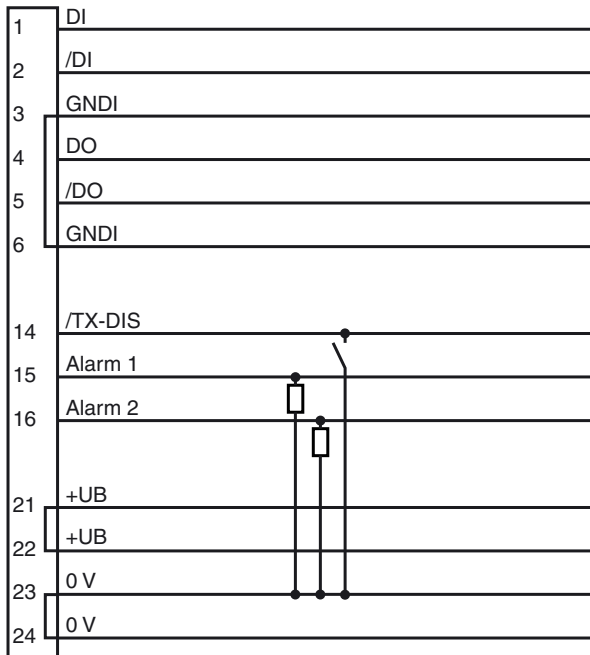 1 DI
2 /DI
3 GNDI
4 DO
5 /DO
6 GNDI
14 /TX-DIS
15 Alarm 1
16 Alarm 2
21 +UB
22 +UB
23 0 V
24 0 V